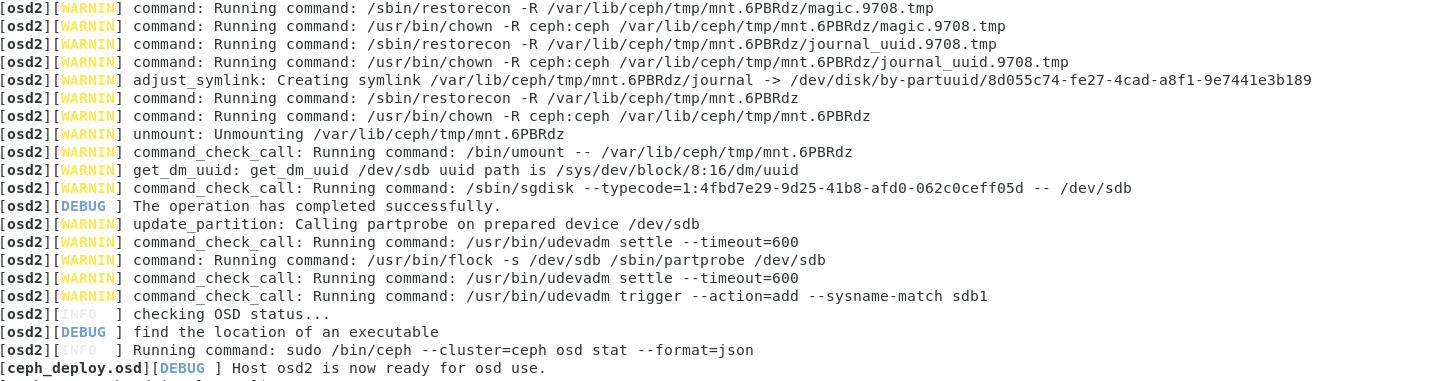 [osd2][WARNIN] command: Running command: /sbin/restorecon -R /var/lib/ceph/tmp/mnt.6PBRdz/magic.9708.tmp
[osd2][WARNIN] command: Running command: /usr/bin/chown -R ceph:ceph /var/lib/ceph/tmp/mnt.6PBRdz/magic.9708.tmp
[osd2][WARNIN] command: Running command: /sbin/restorecon -R /var/lib/ceph/tmp/mnt.6PBRdz/journal_uuid.9708.tmp
[osd2][WARNIN] command: Running command: /usr/bin/chown -R ceph:ceph /var/lib/ceph/tmp/mnt.6PBRdz/journal_uuid.9708.tmp
[osd2][WARNIN] adjust_symlink: Creating symlink /var/lib/ceph/tmp/mnt.6PBRdz/journal -> /dev/disk/by-partuuid/8d055c74-fe27-4cad-a8f1-9e7441e3b189
[osd2][WARNIN] command: Running command: /sbin/restorecon -R /var/lib/ceph/tmp/mnt.6PBRdz
[osd2][WARNIN] command: Running command: /usr/bin/chown -R ceph:ceph /var/lib/ceph/tmp/mnt.6PBRdz
[osd2][WARNIN] unmount: Unmounting /var/lib/ceph/tmp/mnt.6PBRdz
[osd2][WARNIN] command_check_call: Running command: /bin/umount -- /var/lib/ceph/tmp/mnt.6PBRdz
[osd2][WARNIN] get_dm_uuid: get_dm_uuid /dev/sdb uuid path is /sys/dev/block/8:16/dm/uuid
[osd2][WARNIN] command_check_call: Running command: /sbin/sgdisk --typecode=1:4fbd7e29-9d25-41b8-afd0-062c0ceff05d -- /dev/sdb
[osd2][DEBUG ] The operation has completed successfully.
[osd2][WARNIN] update_partition: Calling partprobe on prepared device /dev/sdb
[osd2][WARNIN] command_check_call: Running command: /usr/bin/udevadm settle --timeout=600
[osd2][WARNIN] command: Running command: /usr/bin/flock -s /dev/sdb /sbin/partprobe /dev/sdb
[osd2][WARNIN] command_check_call: Running command: /usr/bin/udevadm settle --timeout=600
[osd2][WARNIN] command_check_call: Running command: /usr/bin/udevadm trigger --action=add --sysname-match sdb1
[osd2][INFO  ] checking OSD status...
[osd2][DEBUG ] find the location of an executable
[osd2][INFO  ] Running command: sudo /bin/ceph --cluster=ceph osd stat --format=json
[ceph_deploy.osd][DEBUG ] Host osd2 is now ready for osd use.